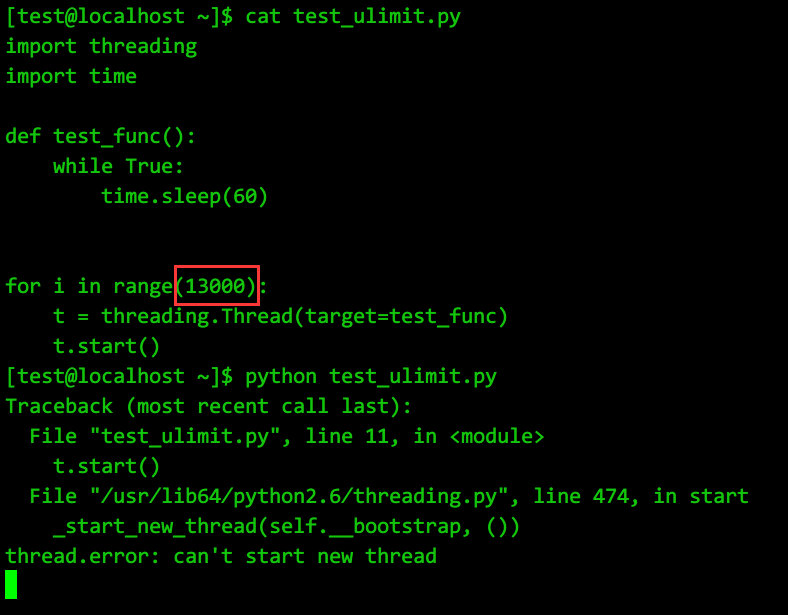 [test@localhost ~]$ cat test_ulimit.py
import threading
import time
def test_func():
    while True:
        time.sleep(60)
for i in range(13000):
    t = threading.Thread(target=test_func)
    t.start()
[test@localhost ~]$ python test_ulimit.py
Traceback (most recent call last):
  File "test_ulimit.py", line 11, in <module>
    t.start()
  File "/usr/lib64/python2.6/threading.py", line 474, in start
    _start_new_thread(self.__bootstrap, ())
thread.error: can't start new thread